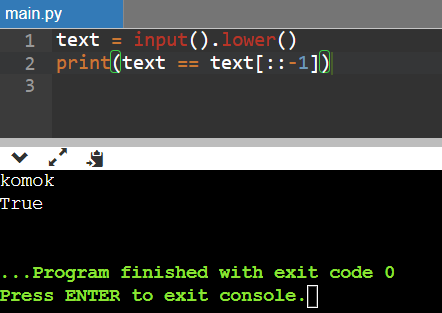 main.py
1 text = input().lower()
2 print(text == text[::-1])
3
komok
True
...Program finished with exit code 0
Press ENTER to exit console.